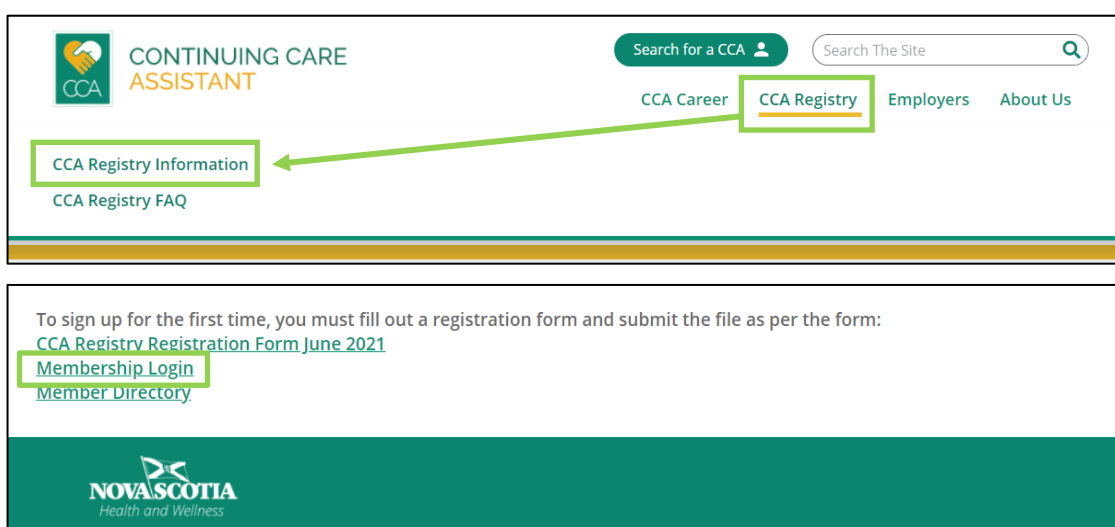 CCA
CONTINUING CARE
ASSISTANT
Search for a CCA
Search The Site
CCA Career
CCA Registry
Employers
About Us
CCA Registry Information
CCA Registry FAQ
To sign up for the first time, you must fill out a registration form and submit the file as per the form:
CCA Registry Registration Form June 2021
Membership Login
Member Directory
NOVA SCOTIA
Health and Wellness